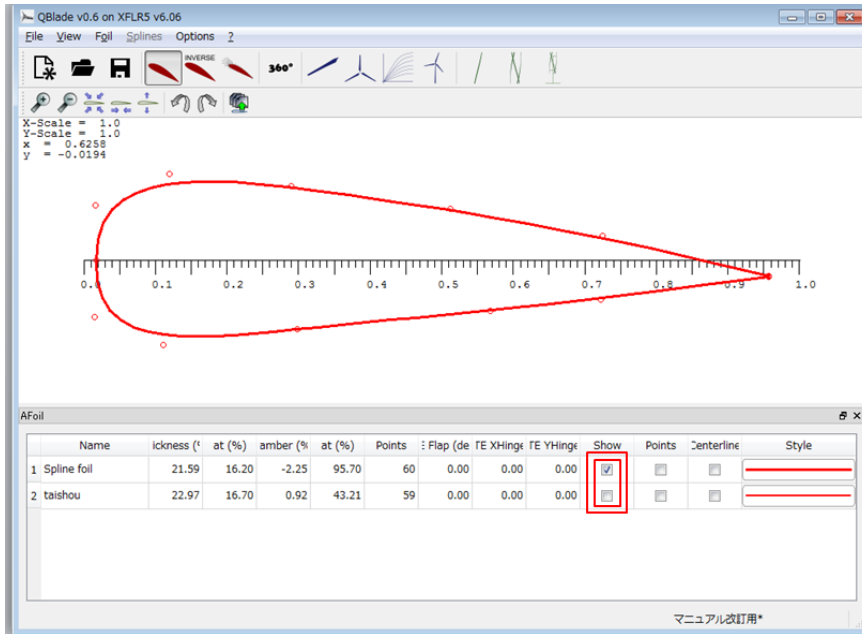 QBlade v0.6 on XFLR5 v6.06
File View Foil Splines Options ?
INVERSE 360°
X-Scale = 1.0
Y-Scale = 1.0
x = 0.6258
y = -0.0194
0.0 0.1 0.2 0.3 0.4 0.5 0.6 0.7 0.8 0.9 1.0
AFoil
Name ickness (% at (%) amber (% at (%) Points E Flap (de TE XHinge TE YHinge Show Points Centerline Style
1 Spline foil 21.59 16.20 -2.25 95.70 60 0.00 0.00 0.00
2 taishou 22.97 16.70 0.92 43.21 59 0.00 0.00 0.00
マニュアル改訂用*